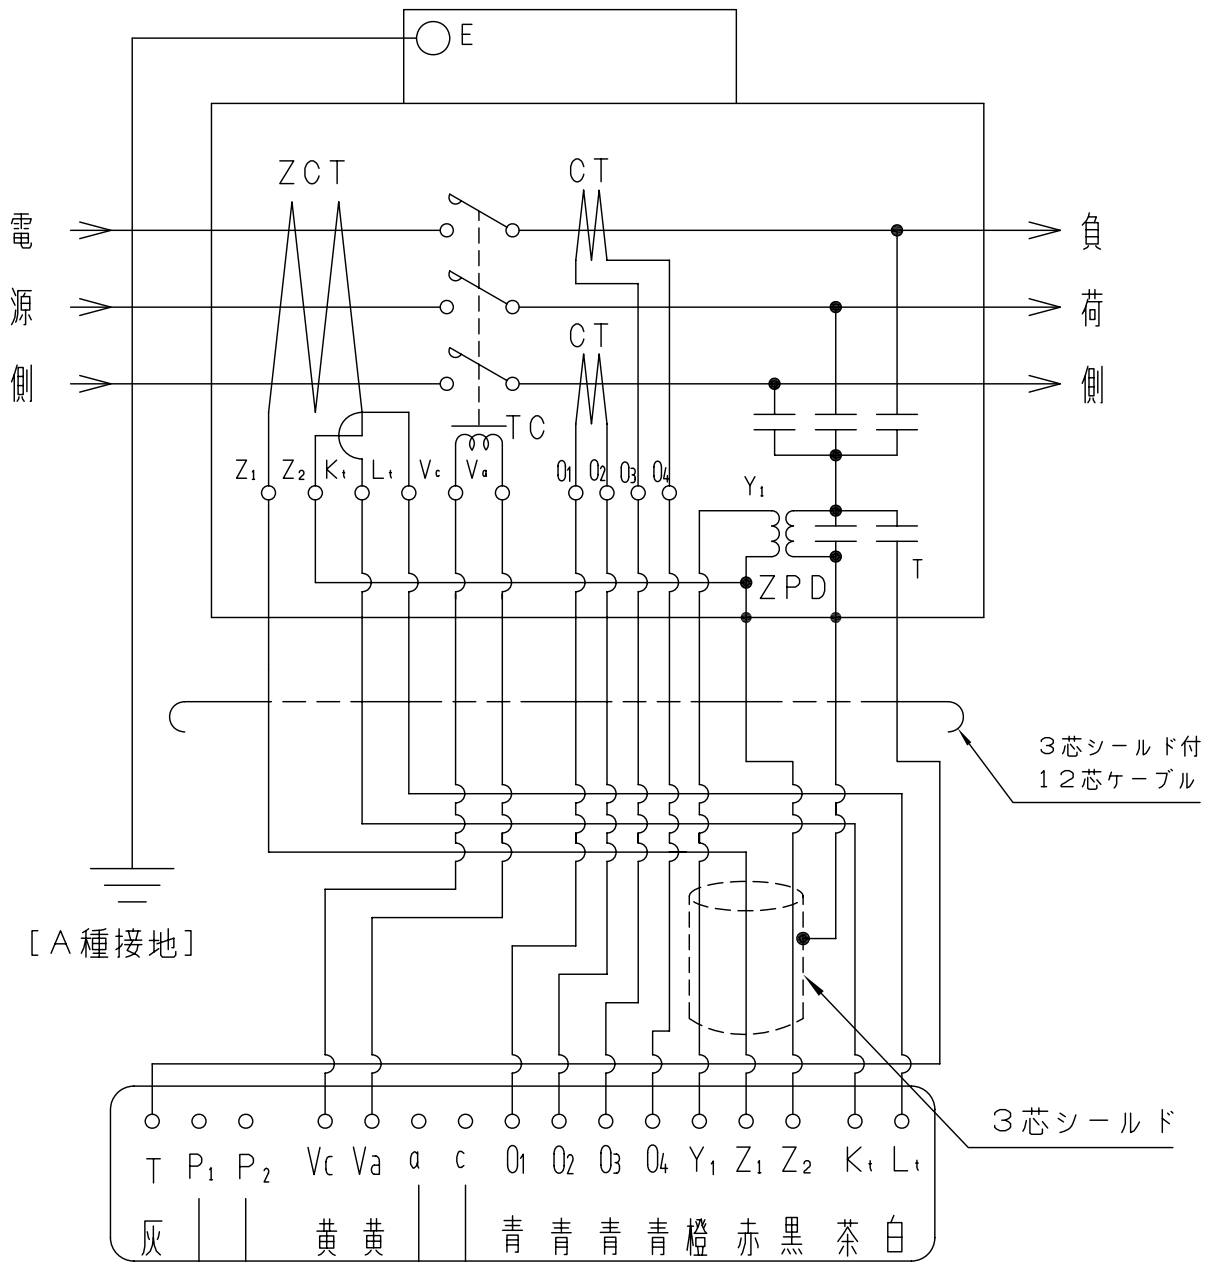 E
ZCT
CT
電
負
源
荷
CT
側
側
TC
Z1 Z2 Kt Lt Vc Va O1 O2 O3 O4
Y1
T
ZPD
3芯シールド付
12芯ケーブル
[A種接地]
3芯シールド
T P1 P2 Vc Va a c O1 O2 O3 O4 Y1 Z1 Z2 Kt Lt
灰 黄 黄 青 青 青 青 橙 赤 黒 茶 白